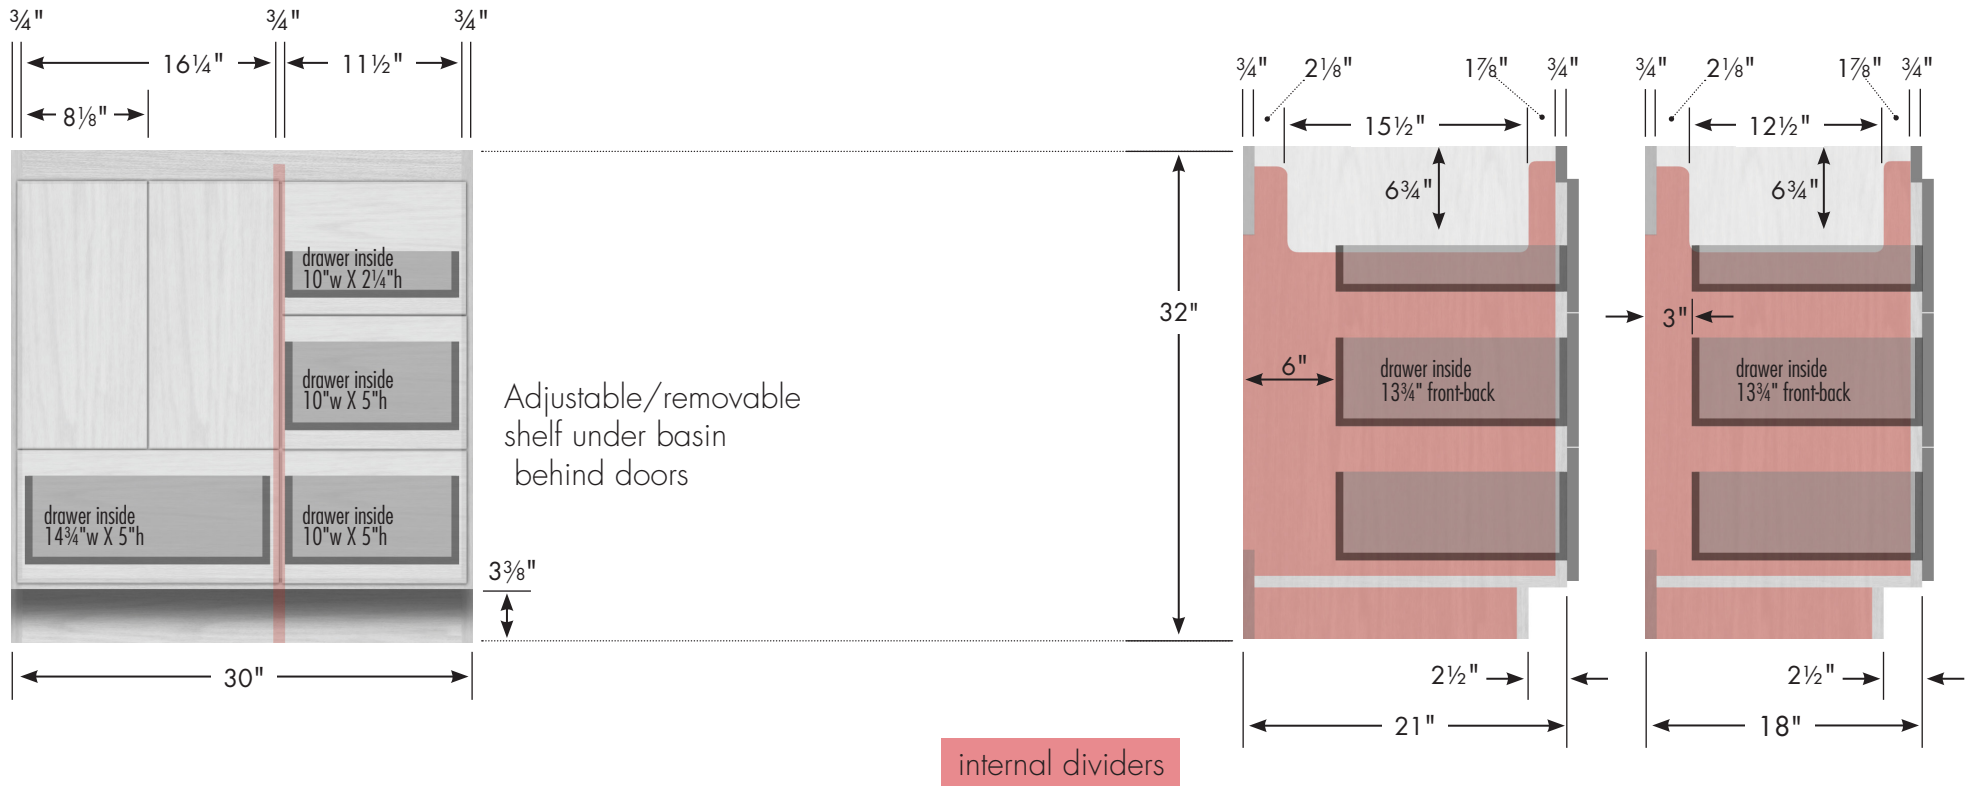 ¾" ¾" ¾"
16¼" 11½"
8⅛"
drawer inside
10"w X 2¼"h
drawer inside
10"w X 5"h
drawer inside
14¾"w X 5"h
drawer inside
10"w X 5"h
3⅜"
30"
Adjustable/removable
shelf under basin
behind doors
32"
¾" 2⅛" 1⅞" ¾"
15½"
6¾"
6"
drawer inside
13¾" front-back
2½"
21"
¾" 2⅛" 1⅞" ¾"
12½"
6¾"
3"
drawer inside
13¾" front-back
2½"
18"
internal dividers